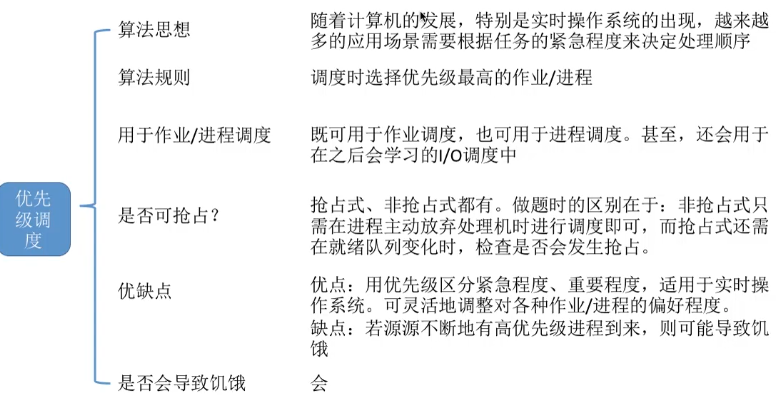 优先
级调
度
算法思想
随着计算机的发展，特别是实时操作系统的出现，越来越
多的应用场景需要根据任务的紧急程度来决定处理顺序
算法规则
调度时选择优先级最高的作业/进程
用于作业/进程调度
既可用于作业调度，也可用于进程调度。甚至，还会用于
在之后会学习的I/O调度中
是否可抢占？
抢占式、非抢占式都有。做题时的区别在于：非抢占式只
需在进程主动放弃处理机时进行调度即可，而抢占式还需
在就绪队列变化时，检查是否会发生抢占。
优缺点
优点：用优先级区分紧急程度、重要程度，适用于实时操
作系统。可灵活地调整对各种作业/进程的偏好程度。
缺点：若源源不断地有高优先级进程到来，则可能导致饥
饿
是否会导致饥饿
会